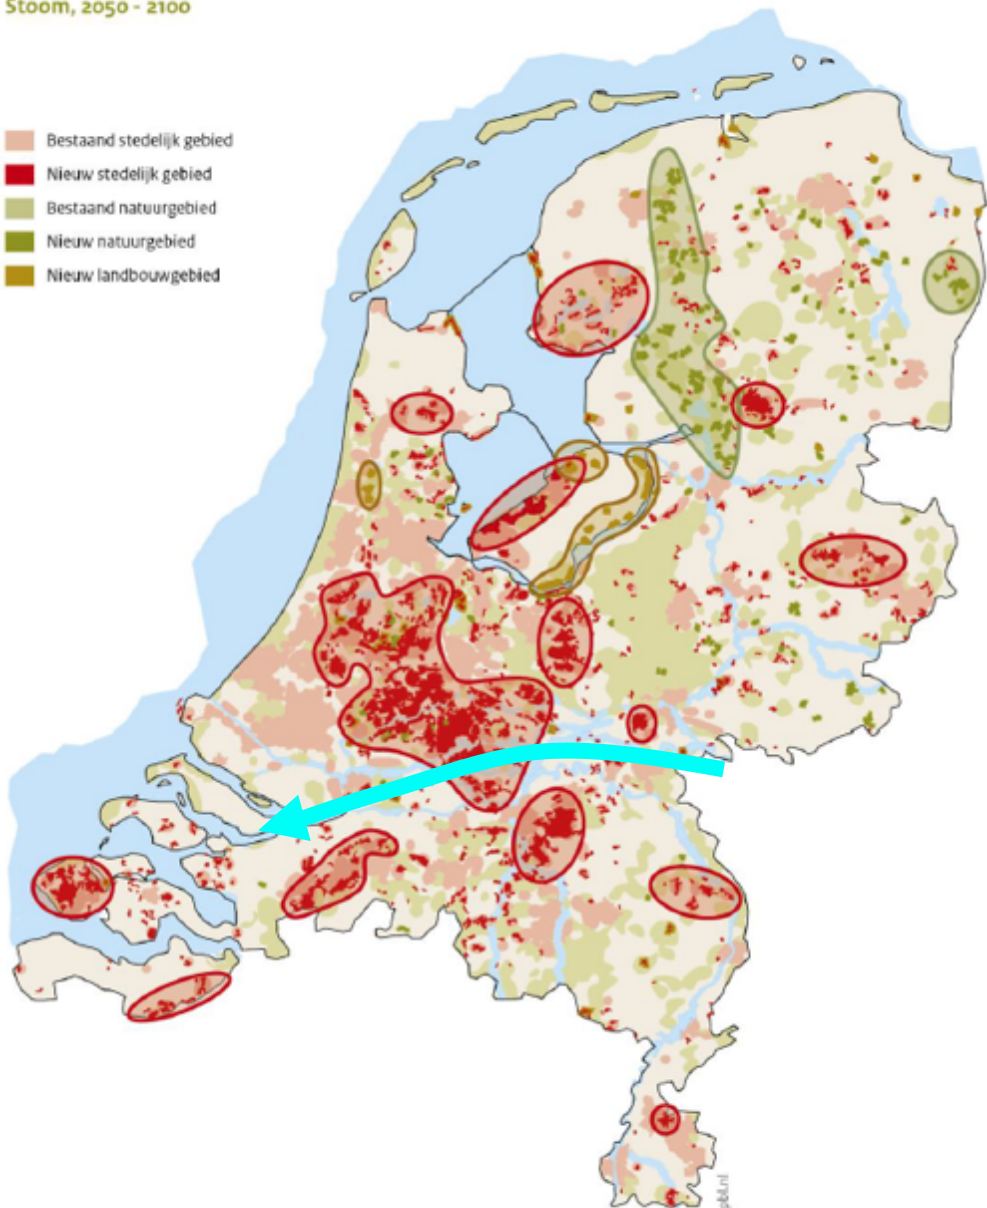 Stoom, 2050 - 2100
Bestaand stedelijk gebied
Nieuw stedelijk gebied
Bestaand natuurgebied
Nieuw natuurgebied
Nieuw landbouwgebied
pbl.nl